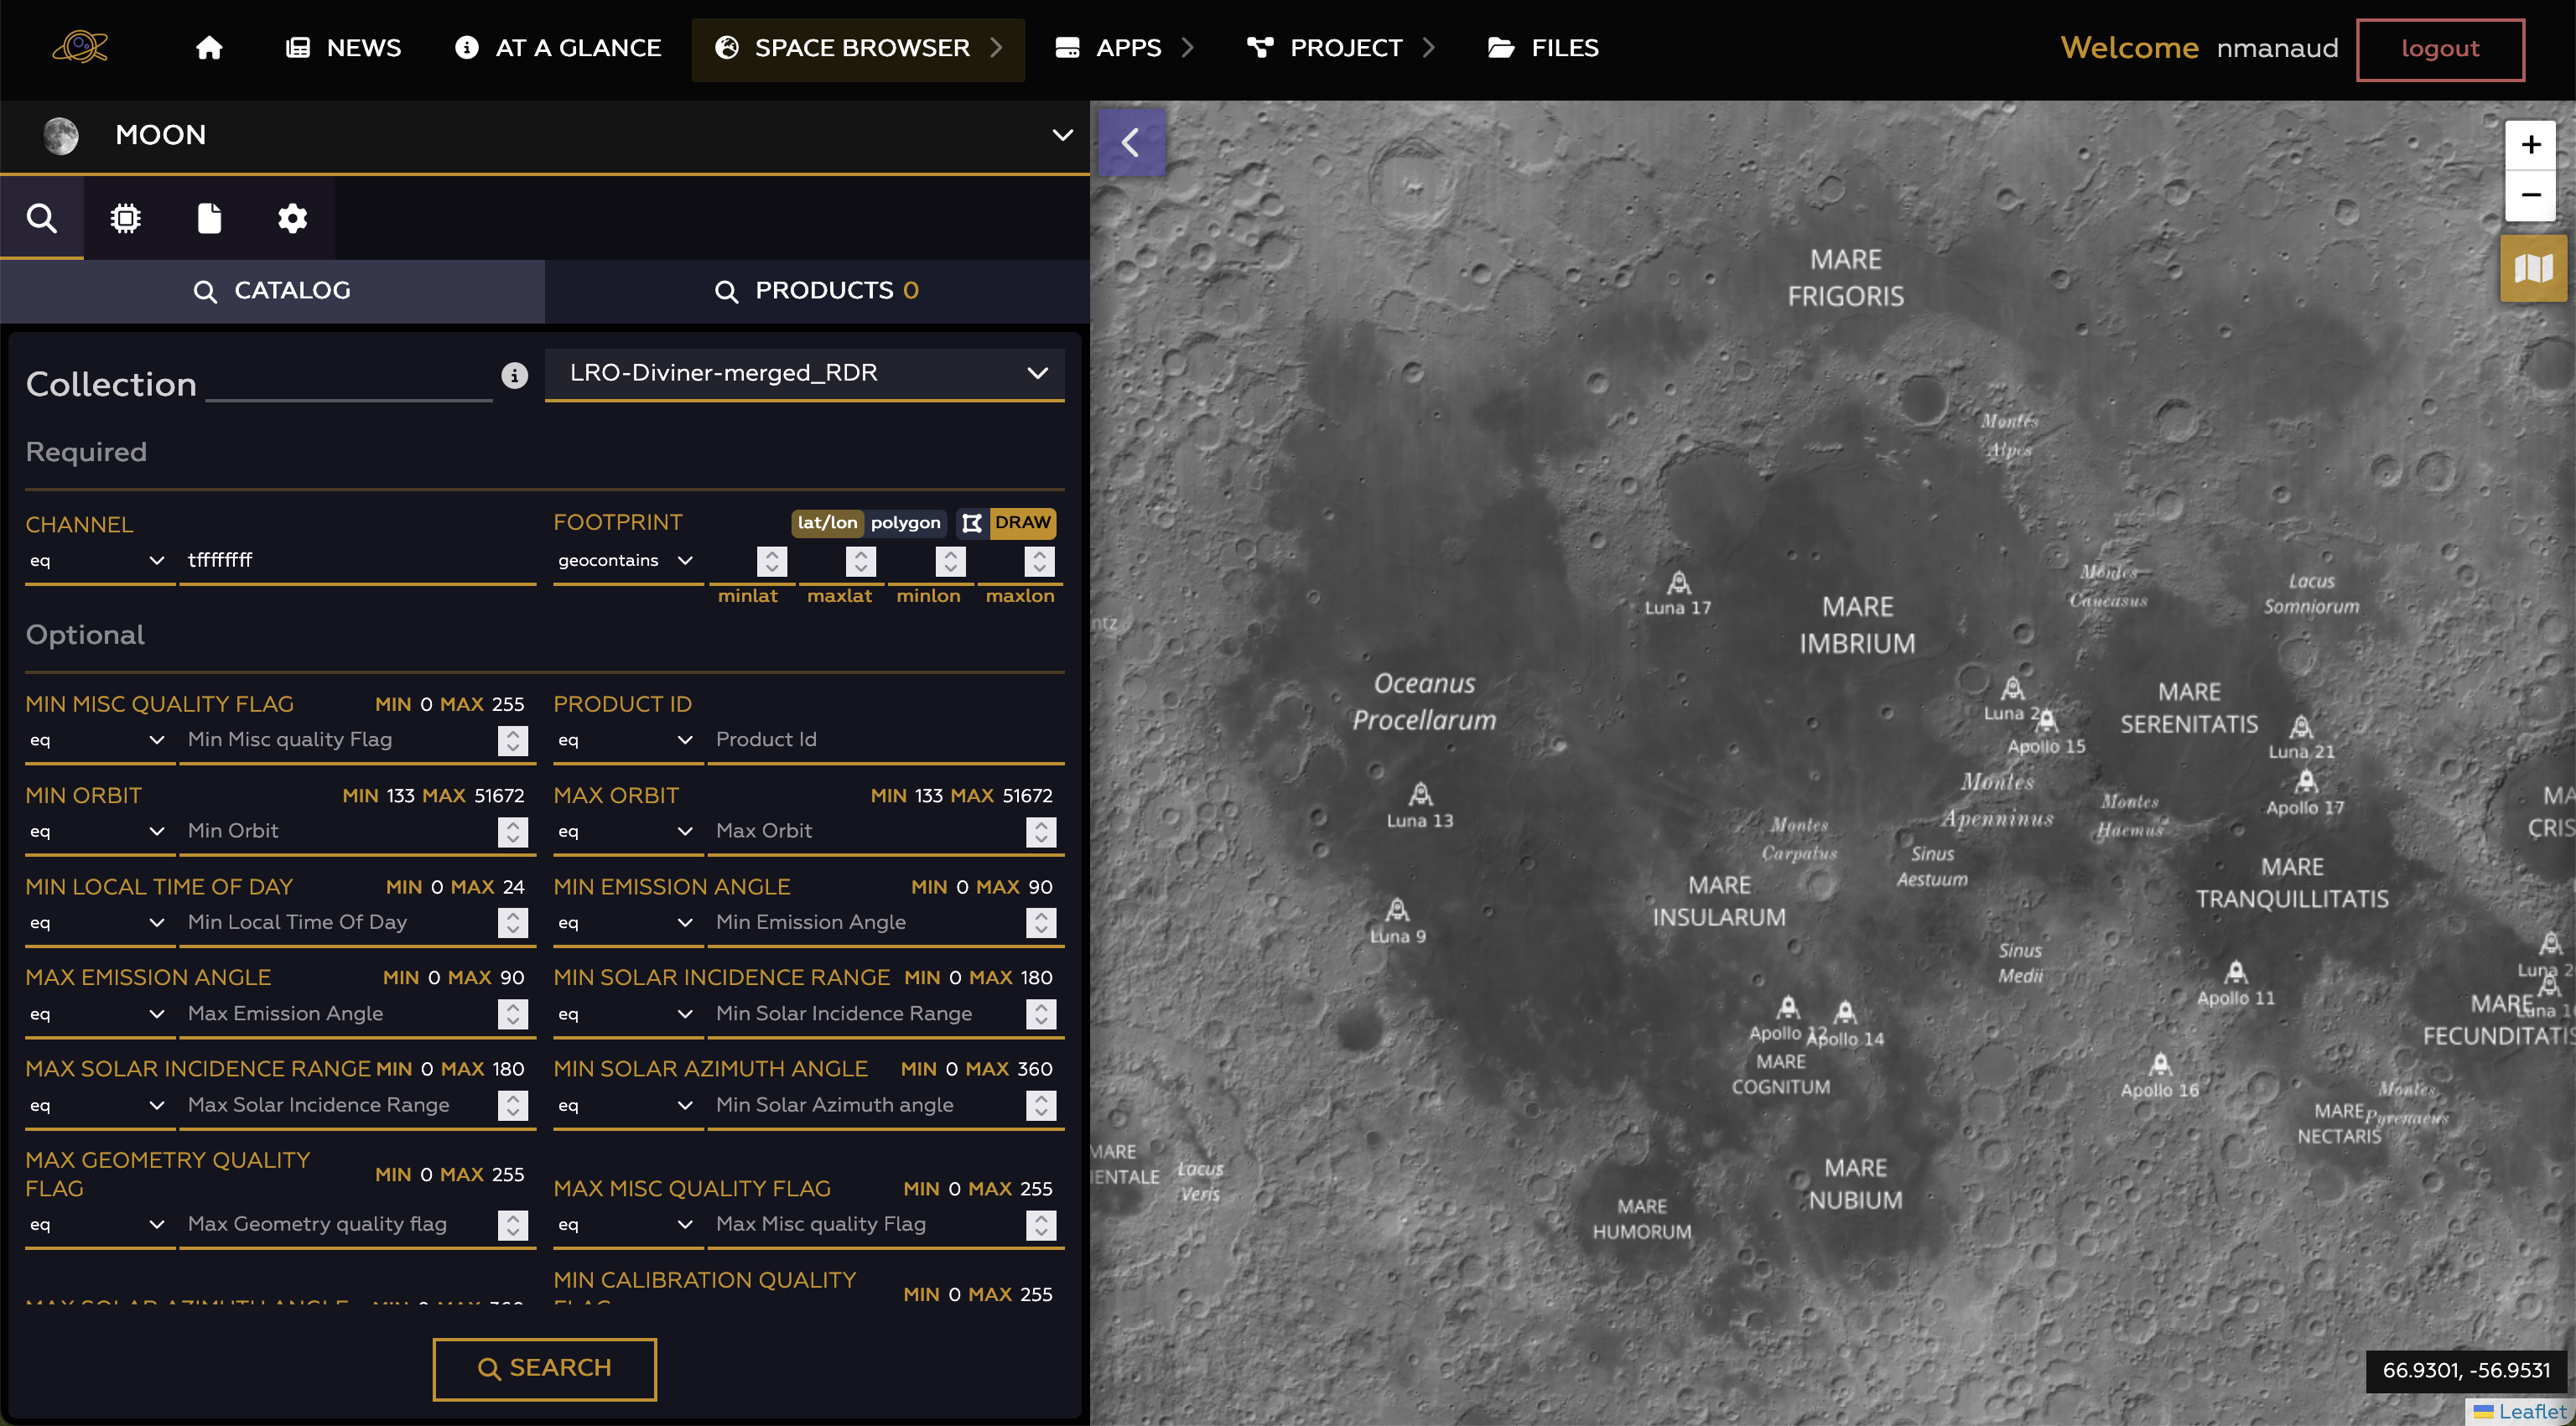 NEWS
AT A GLANCE
SPACE BROWSER
APPS
PROJECT
FILES
Welcome nmanaud
logout
MOON
CATALOG
PRODUCTS 0
Collection
LRO-Diviner-merged_RDR
Required
CHANNEL
eq
tffffffff
FOOTPRINT
lat/lon
polygon
DRAW
geocontains
minlat
maxlat
minlon
maxlon
Optional
MIN MISC QUALITY FLAG MIN 0 MAX 255
eq Min Misc quality Flag
PRODUCT ID
eq Product Id
MIN ORBIT MIN 133 MAX 51672
eq Min Orbit
MAX ORBIT MIN 133 MAX 51672
eq Max Orbit
MIN LOCAL TIME OF DAY MIN 0 MAX 24
eq Min Local Time Of Day
MIN EMISSION ANGLE MIN 0 MAX 90
eq Min Emission Angle
MAX EMISSION ANGLE MIN 0 MAX 90
eq Max Emission Angle
MIN SOLAR INCIDENCE RANGE MIN 0 MAX 180
eq Min Solar Incidence Range
MAX SOLAR INCIDENCE RANGE MIN 0 MAX 180
eq Max Solar Incidence Range
MIN SOLAR AZIMUTH ANGLE MIN 0 MAX 360
eq Min Solar Azimuth angle
MAX GEOMETRY QUALITY
FLAG
MIN 0 MAX 255
eq Max Geometry quality flag
MAX MISC QUALITY FLAG MIN 0 MAX 255
eq Max Misc quality Flag
MAX SOLAR AZIMUTH ANGLE MIN 0 MAX 360
MIN CALIBRATION QUALITY
FLAG
MIN 0 MAX 255
SEARCH
+
−
MARE
FRIGORIS
Montes
Alpes
Luna 17
MARE
IMBRIUM
Montes
Caucasus
Lacus
Somniorum
ntz
Oceanus
Procellarum
Luna 2
Apollo 15
MARE
SERENITATIS
Luna 21
Apollo 17
Luna 13
Montes
Apenninus
Montes
Haemus
MA
CRIS
Montes
Carpatus
Sinus
Aestuum
MARE
INSULARUM
MARE
TRANQUILLITATIS
Luna 9
Sinus
Medii
Apollo 11
Luna 2
Luna 1
MARE
FECUNDITATIS
Apollo 12
Apollo 14
MARE
COGNITUM
Apollo 16
Montes
Pyrenaeus
MARE
NECTARIS
MARE
IENTALE
Lacus
Veris
MARE
NUBIUM
MARE
HUMORUM
66.9301, -56.9531
Leaflet